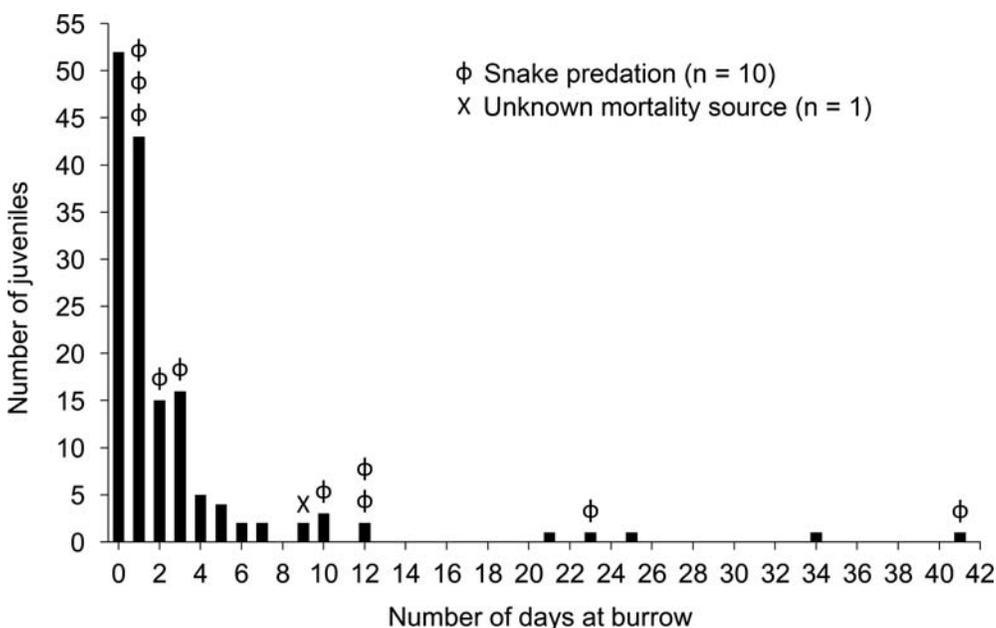 55
50
45
40
35
30
25
20
15
10
5
0
Number of juveniles
ϕ Snake predation (n = 10)
X Unknown mortality source (n = 1)
ϕ
ϕ
ϕ
ϕ ϕ
X ϕ ϕ
ϕ
ϕ ϕ
0 2 4 6 8 10 12 14 16 18 20 22 24 26 28 30 32 34 36 38 40 42
Number of days at burrow